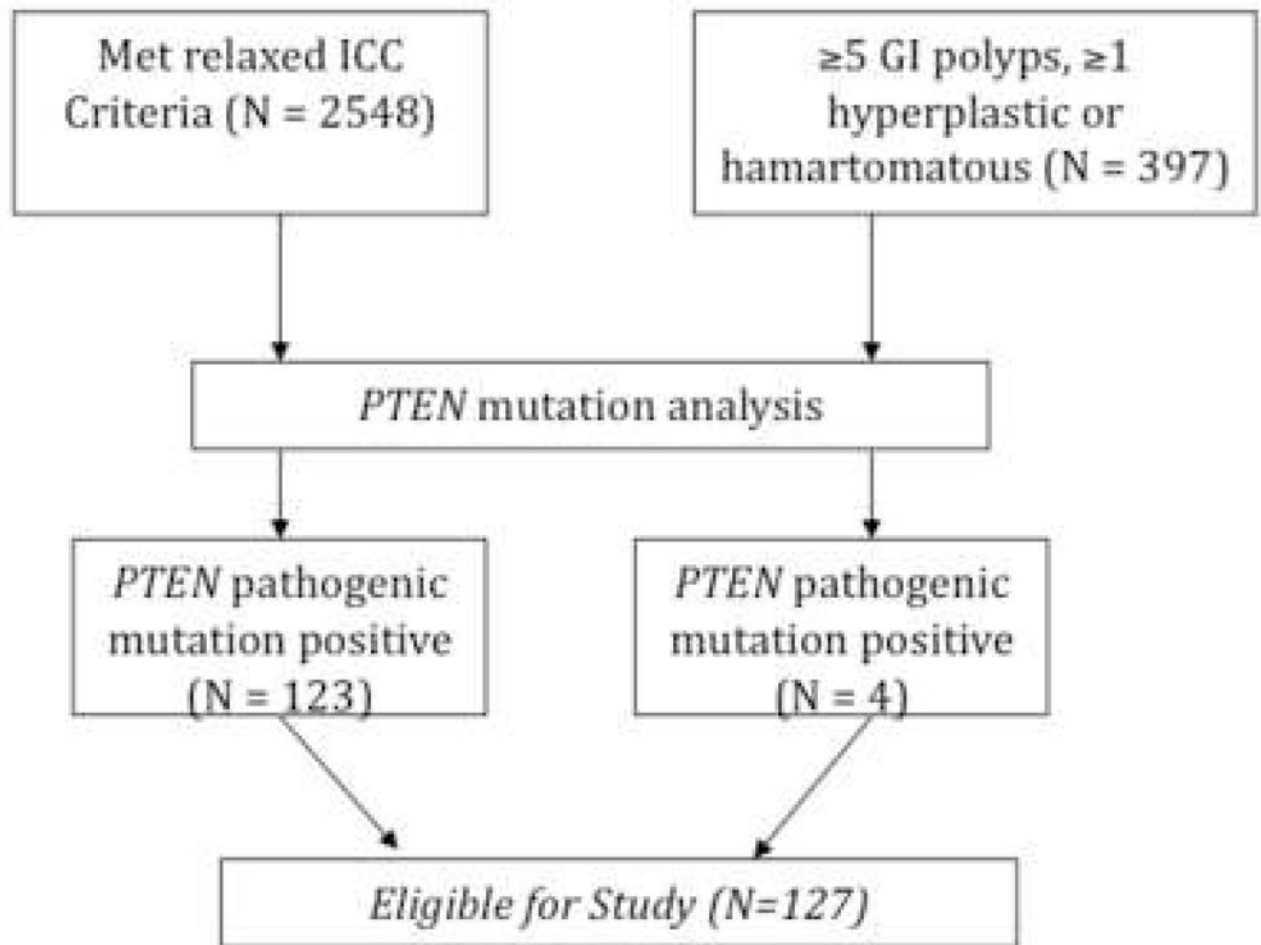 Met relaxed ICC
Criteria (N = 2548)
≥5 GI polyps, ≥1
hyperplastic or
hamartomatous (N = 397)
PTEN mutation analysis
PTEN pathogenic
mutation positive
(N = 123)
PTEN pathogenic
mutation positive
(N = 4)
Eligible for Study (N=127)